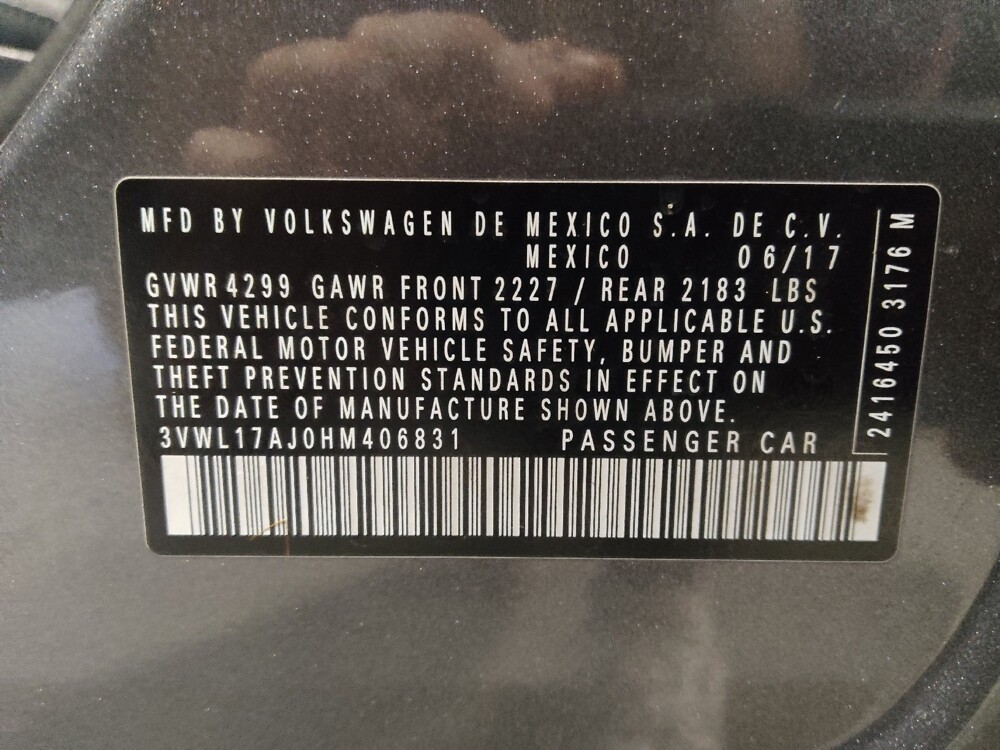 MFD BY VOLKSWAGEN DE MEXICO S.A. DE C.V.
MEXICO 06/17
GVWR 4299 GAWR FRONT 2227 / REAR 2183 LBS
THIS VEHICLE CONFORMS TO ALL APPLICABLE U.S.
FEDERAL MOTOR VEHICLE SAFETY, BUMPER AND
THEFT PREVENTION STANDARDS IN EFFECT ON
THE DATE OF MANUFACTURE SHOWN ABOVE.
3VWL17AJ0HM406831 PASSENGER CAR
2416450 3176 M